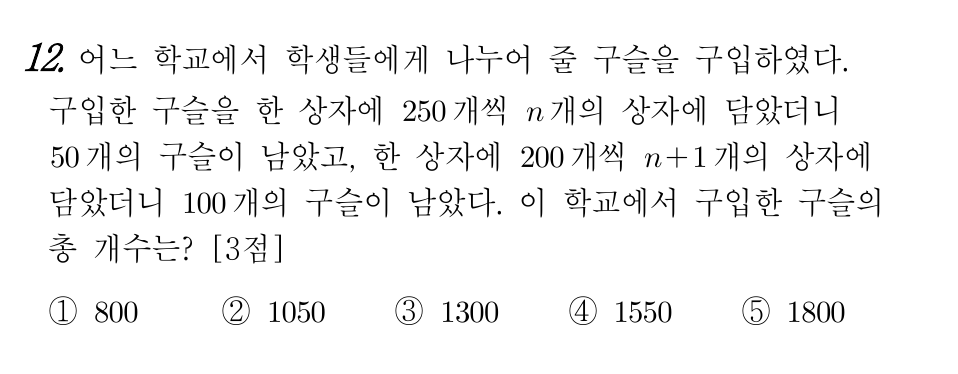 12. 어느 학교에서 학생들에게 나누어 줄 구슬을 구입하였다.
구입한 구슬을 한 상자에 250개씩 n개의 상자에 담았더니
50개의 구슬이 남았고, 한 상자에 200개씩 n+1개의 상자에
담았더니 100개의 구슬이 남았다. 이 학교에서 구입한 구슬의
총 개수는? [3점]
① 800 ② 1050 ③ 1300 ④ 1550 ⑤ 1800